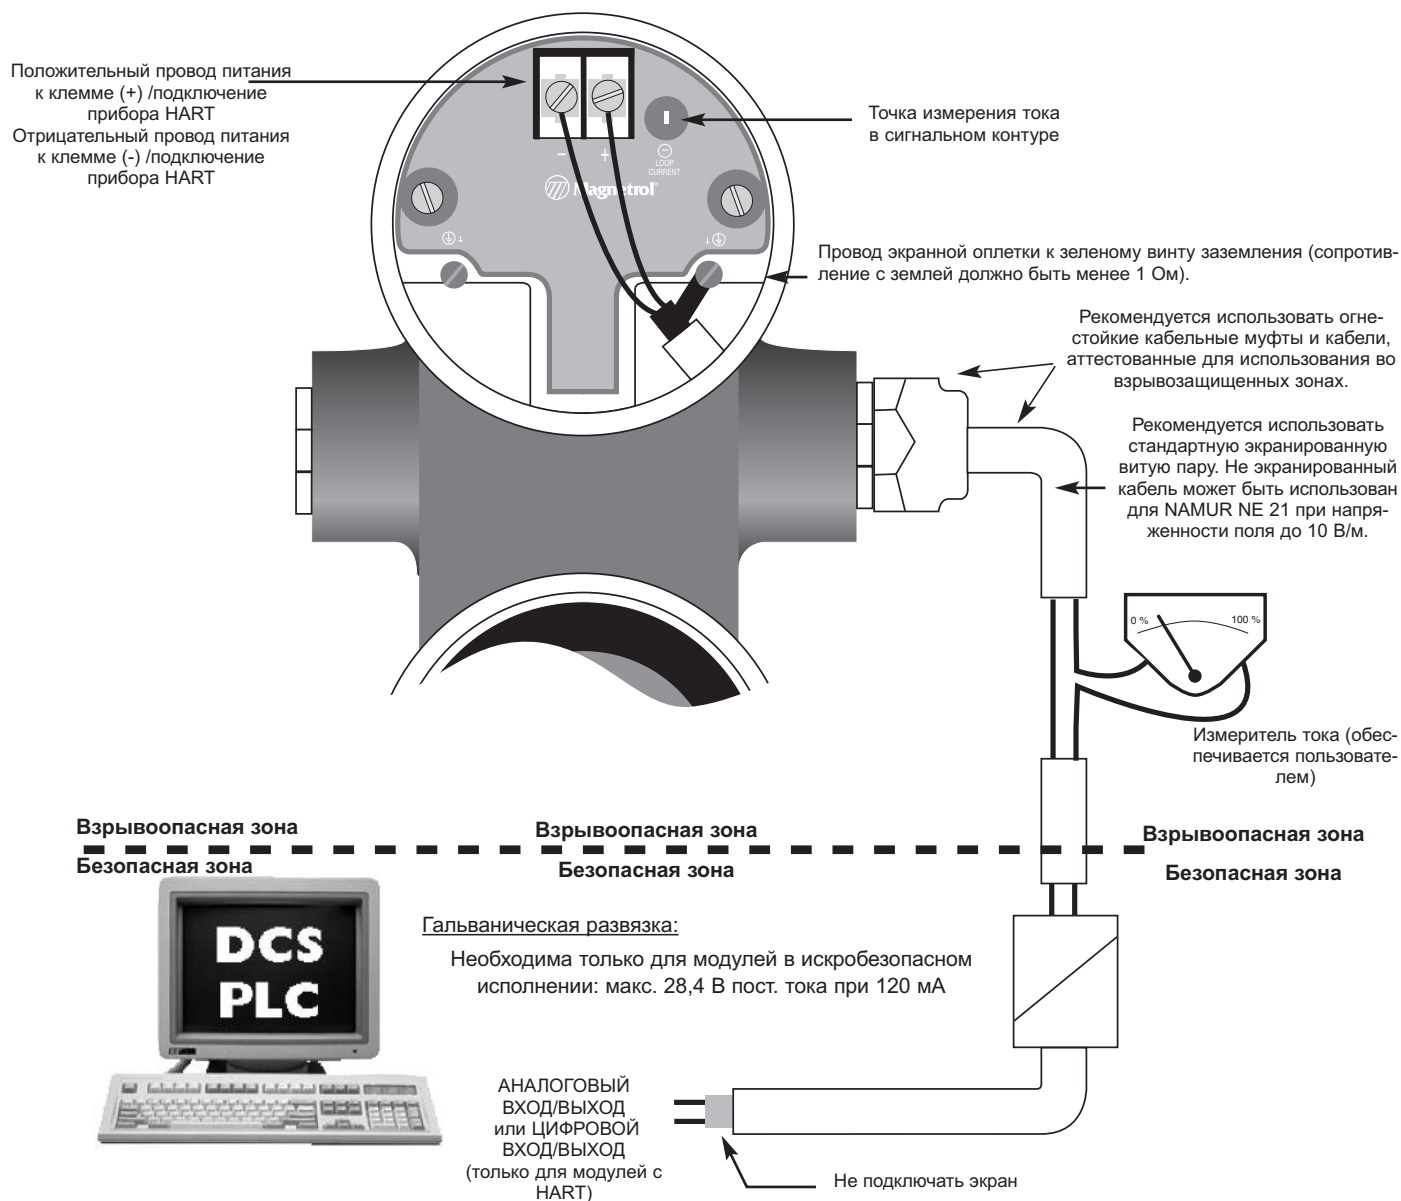 Положительный провод питания
к клемме (+) /подключение
прибора HART
Отрицательный провод питания
к клемме (-) /подключение
прибора HART
- +
LOOP
CURRENT
Magnetrol
Точка измерения тока
в сигнальном контуре
Провод экранной оплетки к зеленому винту заземления (сопротив-
ление с землей должно быть менее 1 Ом).
Рекомендуется использовать огне-
стойкие кабельные муфты и кабели,
аттестованные для использования во
взрывозащищенных зонах.
Рекомендуется использовать
стандартную экранированную
витую пару. Не экранированный
кабель может быть использован
для NAMUR NE 21 при напря-
женности поля до 10 В/м.
0 % 100 %
Измеритель тока (обес-
печивается пользовате-
лем)
Взрывоопасная зона Взрывоопасная зона Взрывоопасная зона
Безопасная зона Безопасная зона Безопасная зона
DCS
PLC
Гальваническая развязка:
Необходима только для модулей в искробезопасном
исполнении: макс. 28,4 В пост. тока при 120 мА
АНАЛОГОВЫЙ
ВХОД/ВЫХОД
или ЦИФРОВОЙ
ВХОД/ВЫХОД
(только для модулей с
HART)
Не подключать экран